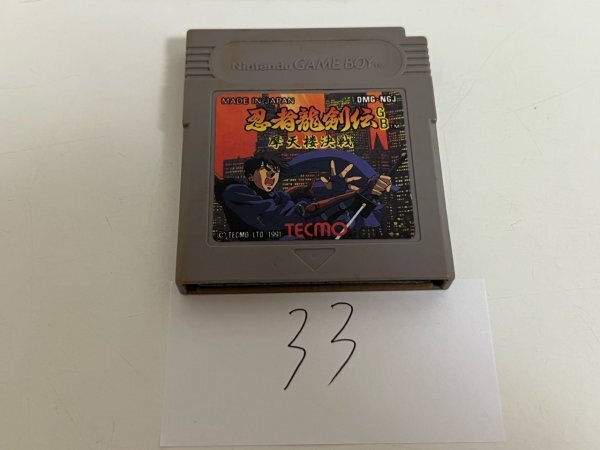 Nintendo GAME BOY TM
MADE IN JAPAN
DMG-NGJ
忍者龍剣伝GB
摩天楼決戦
TECMO
© TECMO LTD 1991
33